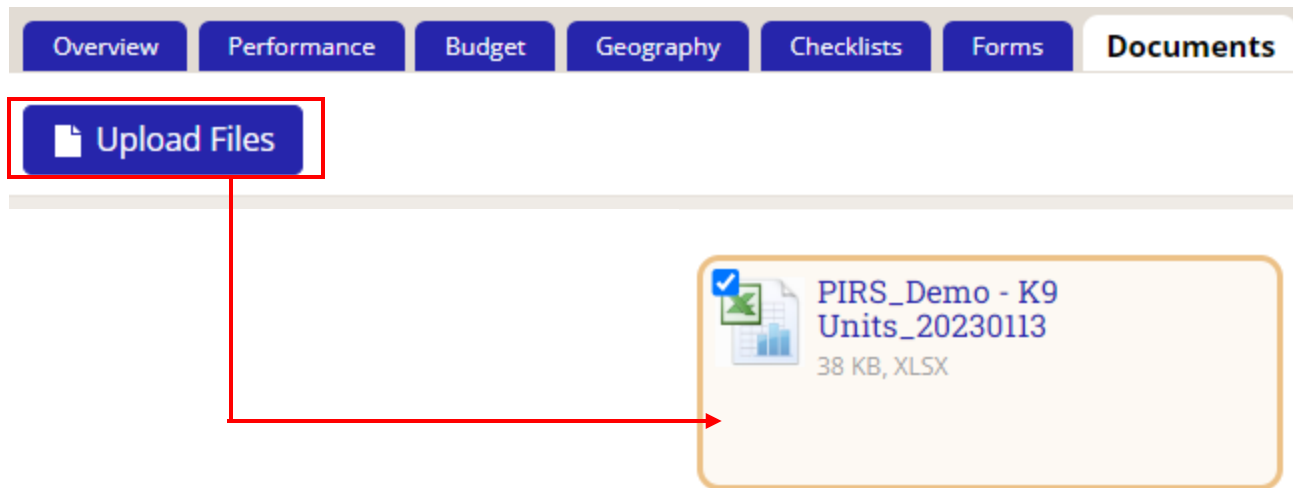 Overview Performance Budget Geography Checklists Forms Documents
Upload Files
PIRS_Demo - K9
Units_20230113
38 KB, XLSX